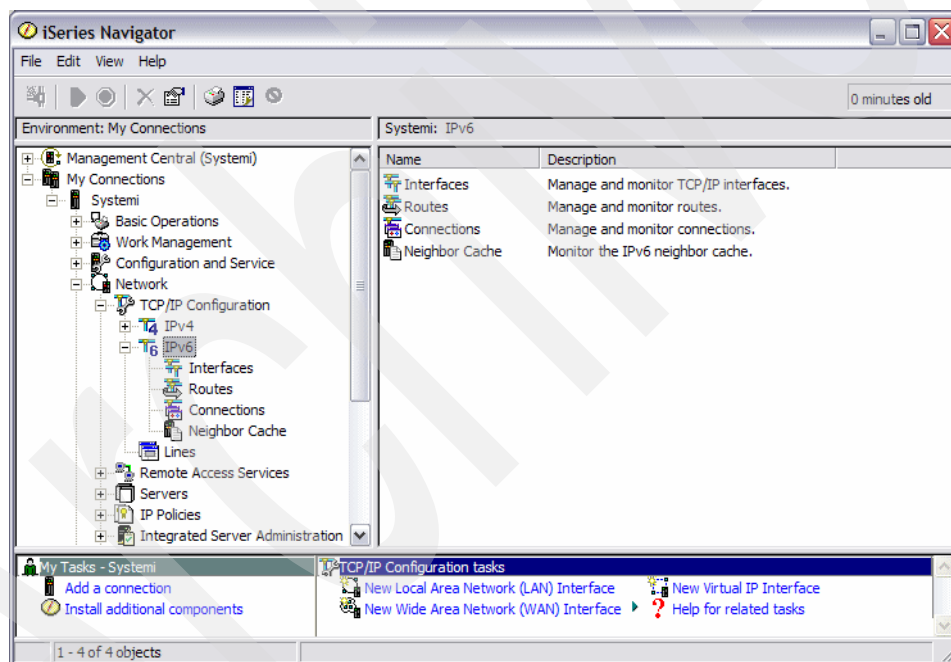 iSeries Navigator
File Edit View Help
0 minutes old
Environment: My Connections
Systemi: IPv6
Management Central (Systemi)
My Connections
Systemi
Basic Operations
Work Management
Configuration and Service
Network
TCP/IP Configuration
IPv4
IPv6
Interfaces
Routes
Connections
Neighbor Cache
Lines
Remote Access Services
Servers
IP Policies
Integrated Server Administration
Name Description
Interfaces Manage and monitor TCP/IP interfaces.
Routes Manage and monitor routes.
Connections Manage and monitor connections.
Neighbor Cache Monitor the IPv6 neighbor cache.
My Tasks - Systemi
Add a connection
Install additional components
TCP/IP Configuration tasks
New Local Area Network (LAN) Interface New Virtual IP Interface
New Wide Area Network (WAN) Interface Help for related tasks
1 - 4 of 4 objects